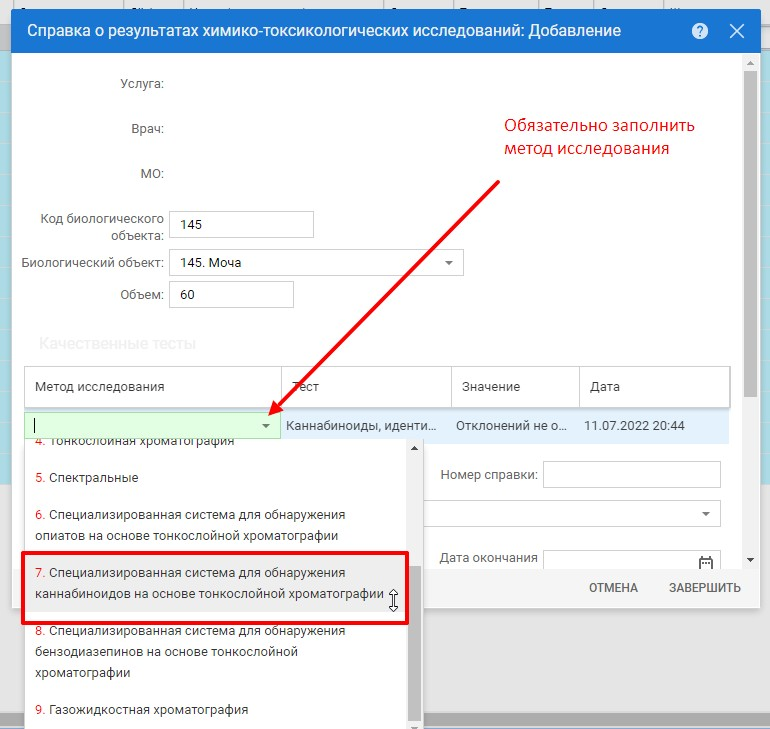 Справка о результатах химико-токсикологических исследований: Добавление
?
Услуга:
Врач:
МО:
Обязательно заполнить
метод исследования
Код биологического
объекта:
145
Биологический объект:
145. Моча
Объем:
60
Качественные тесты
Метод исследования
Тест
Значение
Дата
Каннабиноиды, иденти...
Отклонений не о...
11.07.2022 20:44
4. Тонкослойная хроматография
5. Спектральные
6. Специализированная система для обнаружения
опиатов на основе тонкослойной хроматографии
7. Специализированная система для обнаружения
каннабиноидов на основе тонкослойной хроматографии
8. Специализированная система для обнаружения
бензодиазепинов на основе тонкослойной
хроматографии
9. Газожидкостная хроматография
Номер справки:
Дата окончания
ОТМЕНА
ЗАВЕРШИТЬ